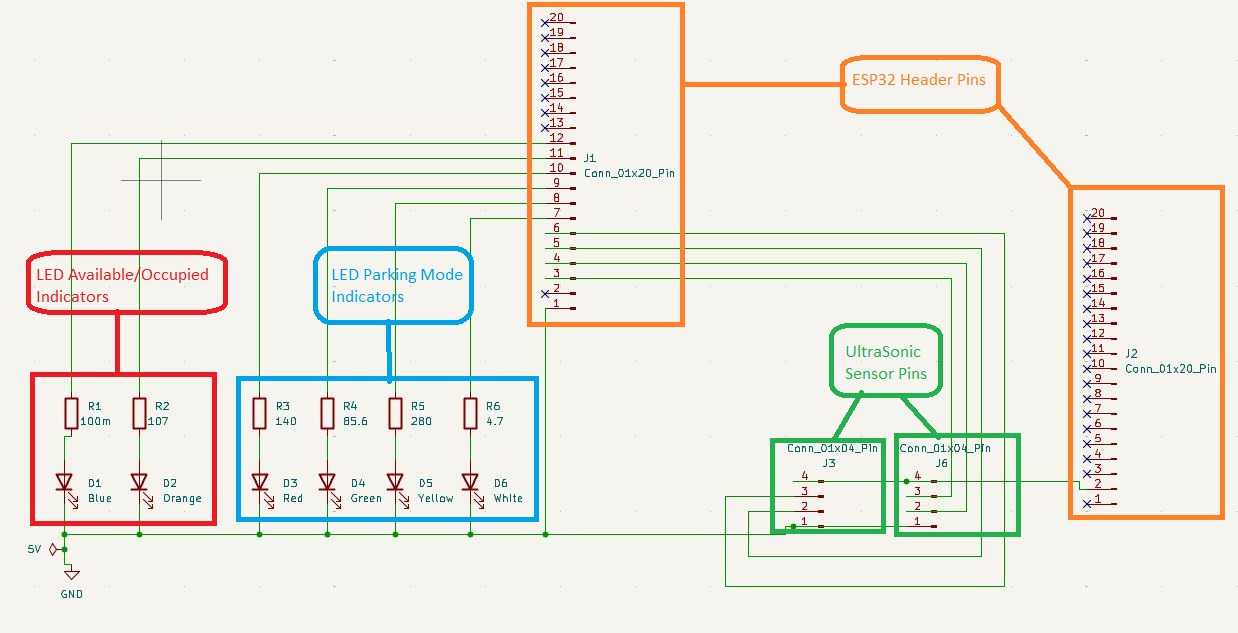 20
19
18
17
16
15
14
13
12
11
10
9
8
7
6
5
4
3
2
1
J1
Conn_01x20_Pin
ESP32 Header Pins
20
19
18
17
16
15
14
13
12
11
10
9
8
7
6
5
4
3
2
1
J2
Conn_01x20_Pin
LED Available/Occupied
Indicators
LED Parking Mode
Indicators
UltraSonic
Sensor Pins
R1
100m
R2
107
R3
140
R4
85.6
R5
280
R6
4.7
D1
Blue
D2
Orange
D3
Red
D4
Green
D5
Yellow
D6
White
Conn_01x04_Pin
J3
4
3
2
1
Conn_01x04_Pin
J6
4
3
2
1
5V
GND